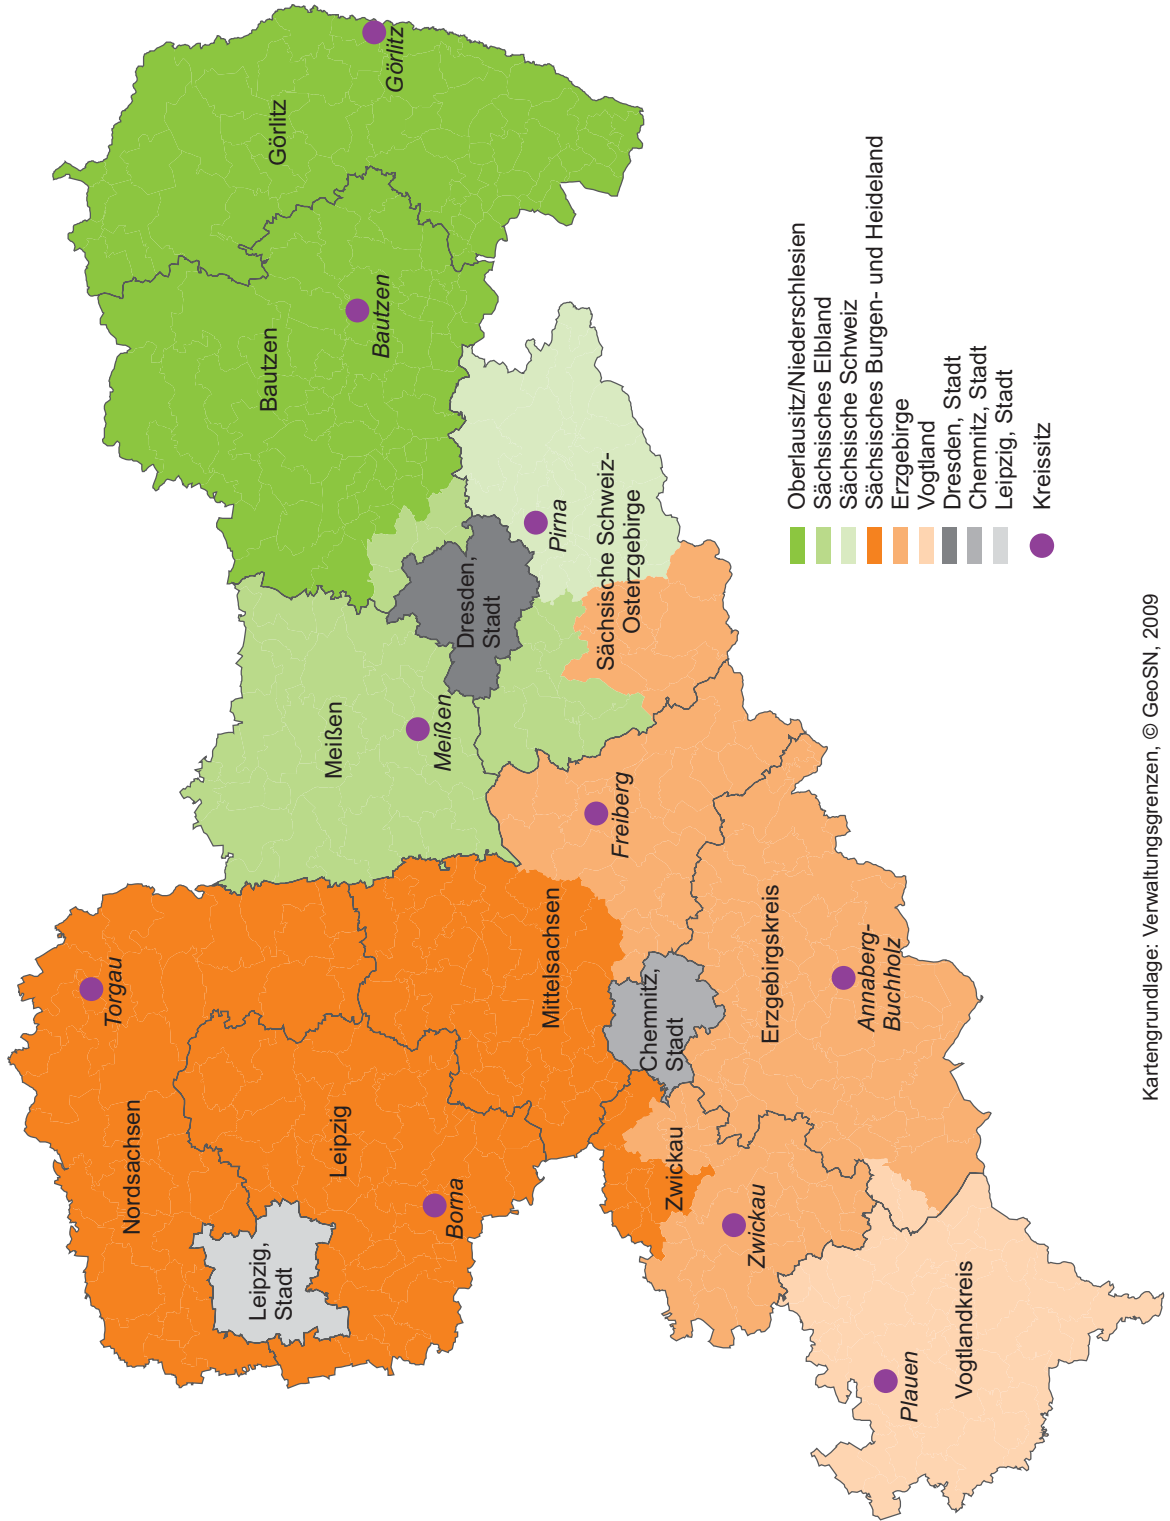 Görlitz
Görlitz
Bautzen
Bautzen
Meißen
Meißen
Dresden,
Stadt
Pirna
Sächsische Schweiz-
Osterzgebirge
Torgau
Nordsachsen
Leipzig
Leipzig,
Stadt
Borna
Mittelsachsen
Freiberg
Chemnitz,
Stadt
Erzgebirgskreis
Annaberg-
Buchholz
Zwickau
Zwickau
Plauen
Vogtlandkreis
Oberlausitz/Niederschlesien
Sächsisches Elbland
Sächsische Schweiz
Sächsisches Burgen- und Heideland
Erzgebirge
Vogtland
Dresden, Stadt
Chemnitz, Stadt
Leipzig, Stadt
Kreissitz
Kartengrundlage: Verwaltungsgrenzen, © GeoSN, 2009